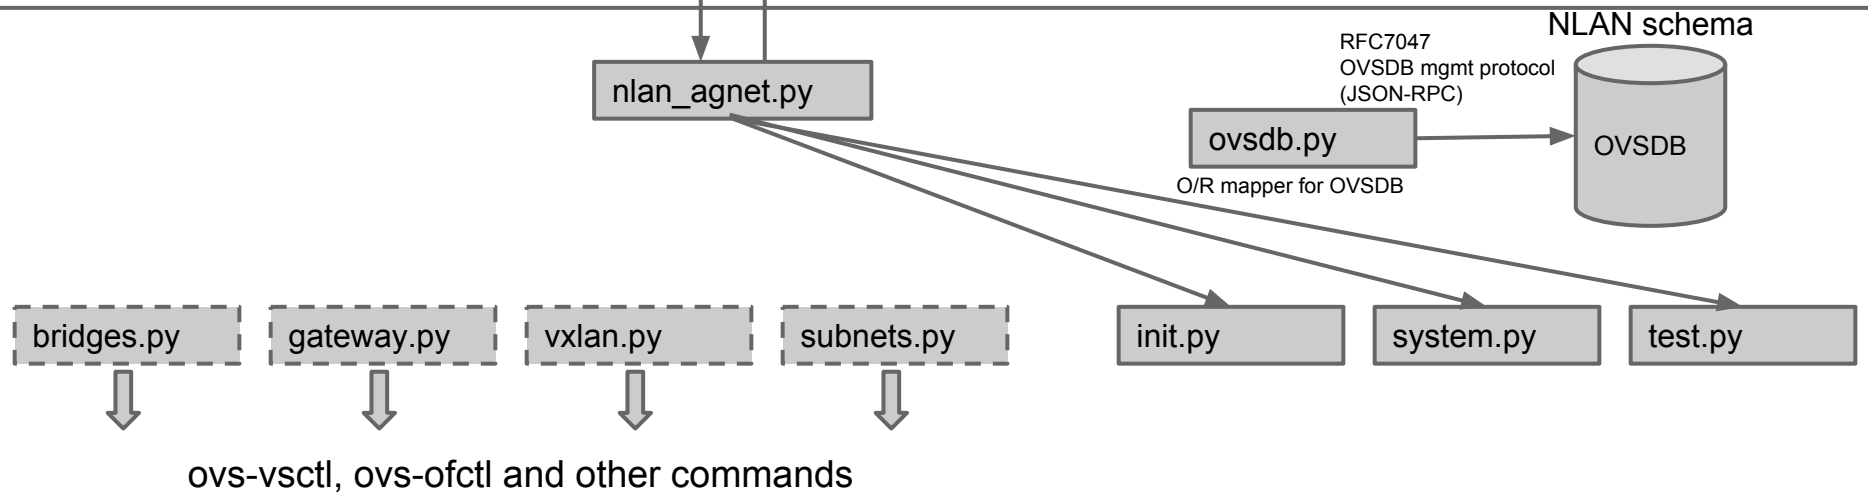 NLAN schema
RFC7047
OVSDB mgmt protocol
(JSON-RPC)
nlan_agnet.py
ovsdb.py
OVSDB
O/R mapper for OVSDB
bridges.py
gateway.py
vxlan.py
subnets.py
init.py
system.py
test.py
ovs-vsctl, ovs-ofctl and other commands